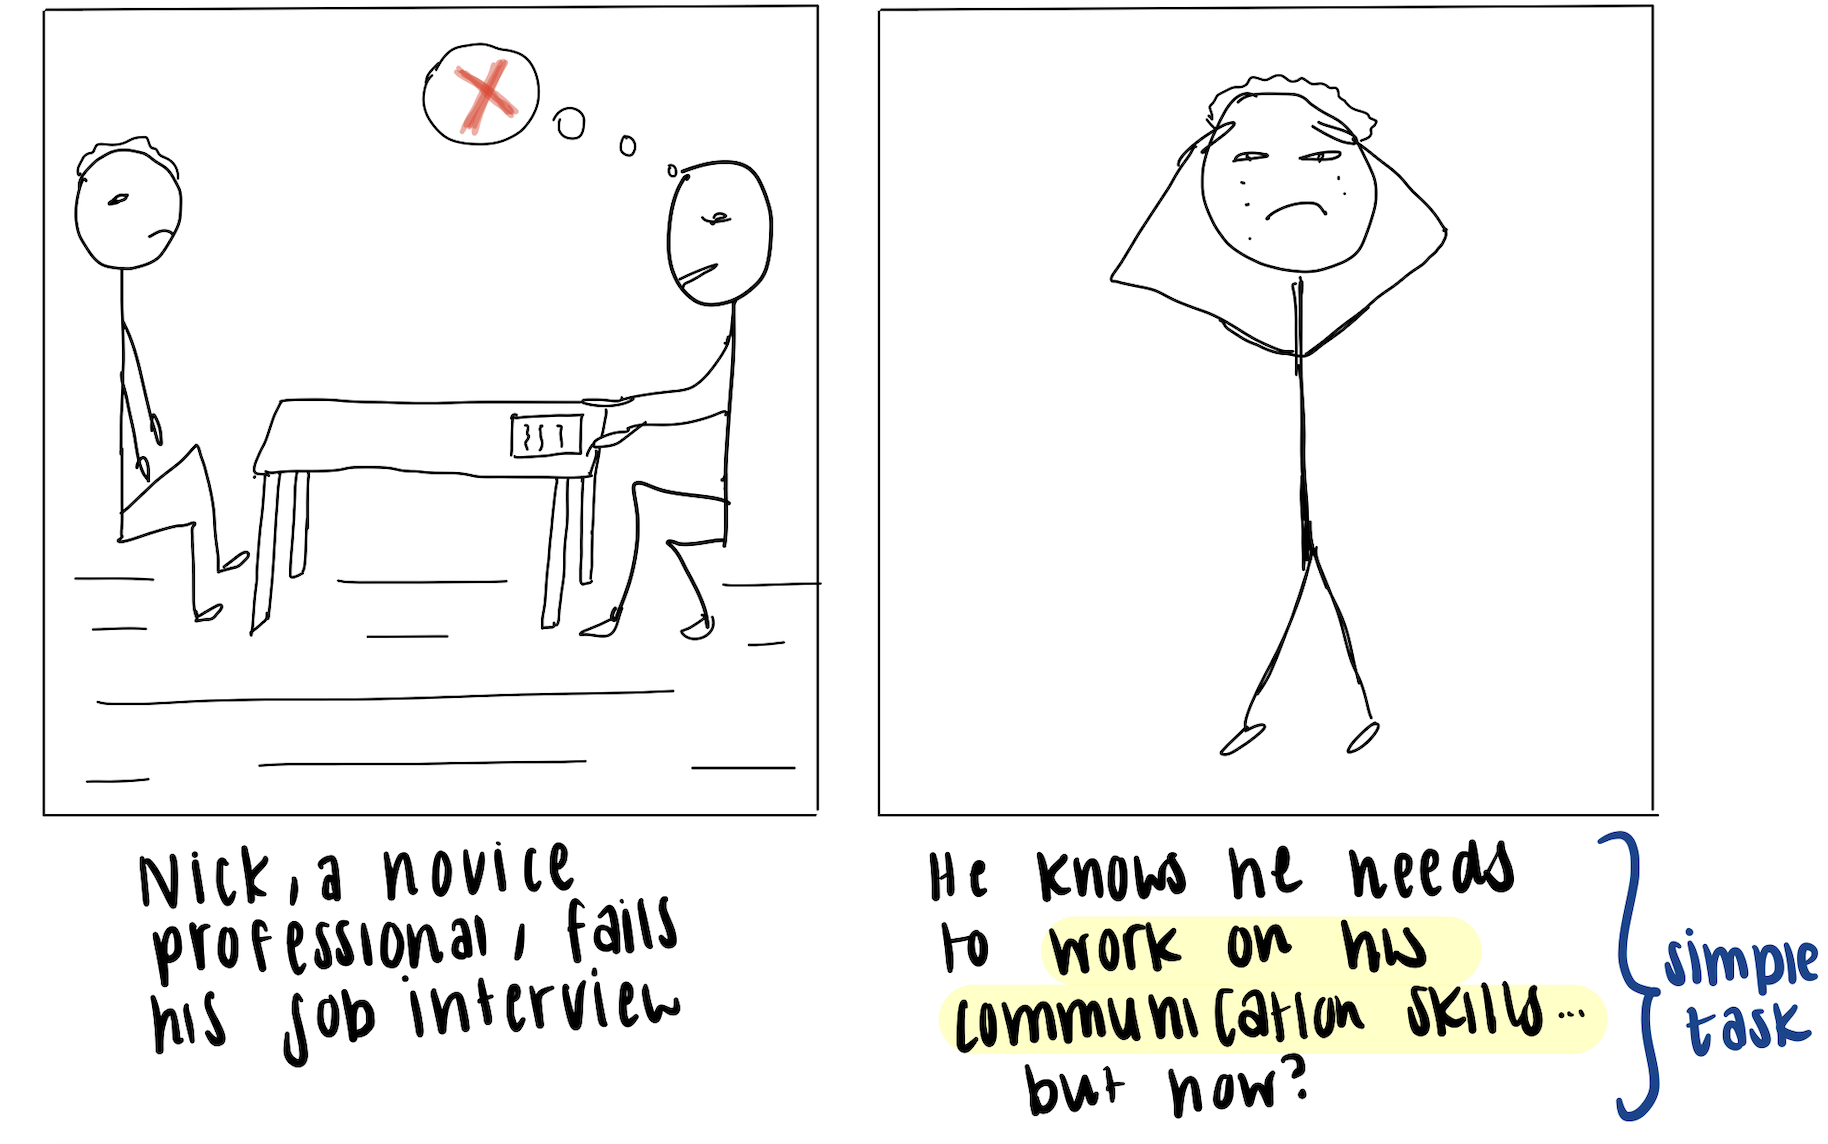 Nick, a novice
professional, fails
his job interview
He knows he needs
to work on his
communication skills...
but how?
simple
task